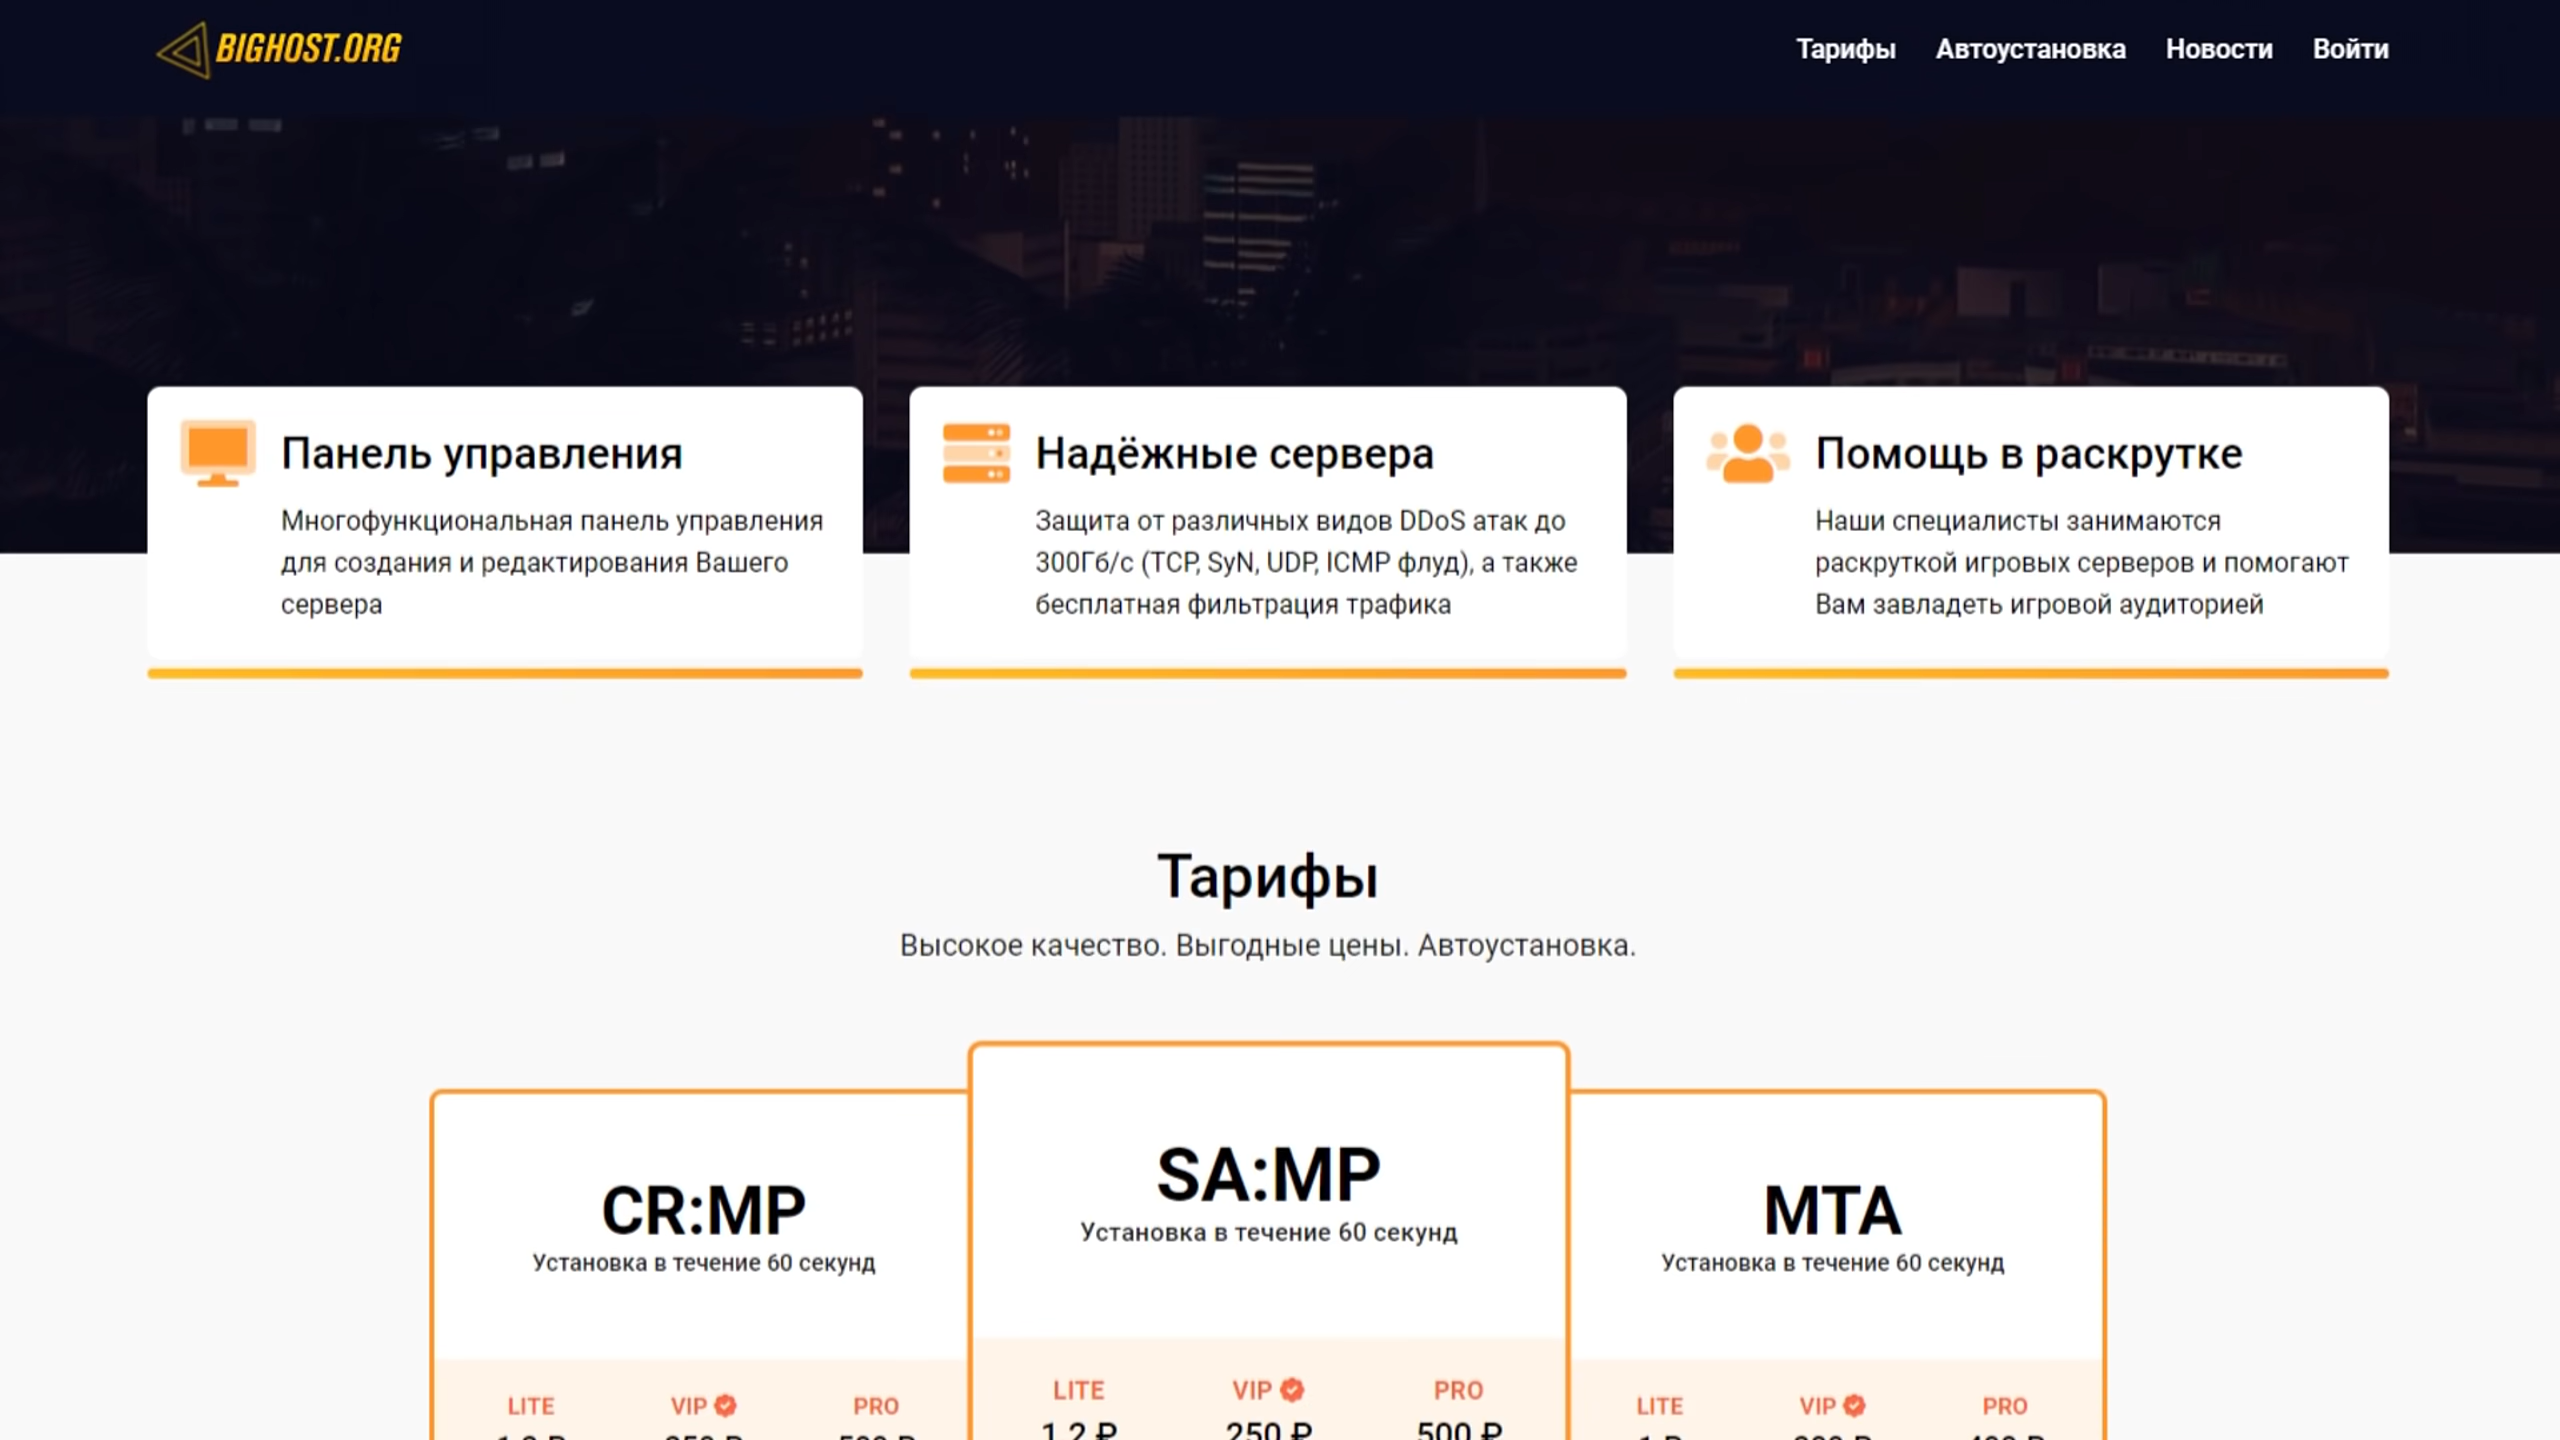 BIGHOST.ORG
Тарифы Автоустановка Новости Войти
Панель управления
Многофункциональная панель управления
для создания и редактирования Вашего
сервера
Надёжные сервера
Защита от различных видов DDoS атак до
300Гб/с (TCP, SyN, UDP, ICMP флуд), а также
бесплатная фильтрация трафика
Помощь в раскрутке
Наши специалисты занимаются
раскруткой игровых серверов и помогают
Вам завладеть игровой аудиторией
Тарифы
Высокое качество. Выгодные цены. Автоустановка.
CR:MP
Установка в течение 60 секунд
LITE VIP PRO
SA:MP
Установка в течение 60 секунд
LITE VIP PRO
1.2 ₽ 250 ₽ 500 ₽
MTA
Установка в течение 60 секунд
LITE VIP PRO